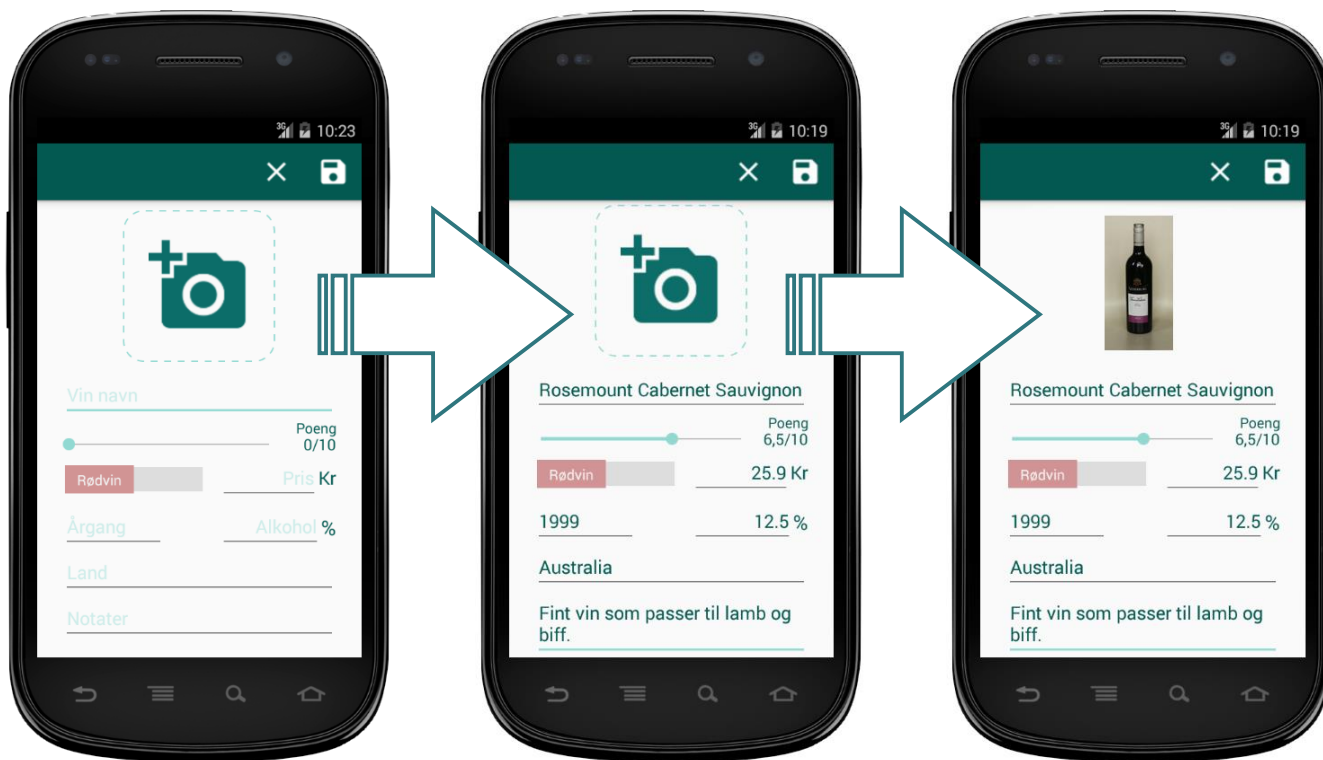 3G 10:23
Vin navn
Poeng
0/10
Rødvin
Pris Kr
Årgang
Alkohol %
Land
Notater
3G 10:19
Rosemount Cabernet Sauvignon
Poeng
6,5/10
Rødvin
25.9 Kr
1999
12.5 %
Australia
Fint vin som passer til lamb og
biff.
3G 10:19
Rosemount Cabernet Sauvignon
Poeng
6,5/10
Rødvin
25.9 Kr
1999
12.5 %
Australia
Fint vin som passer til lamb og
biff.